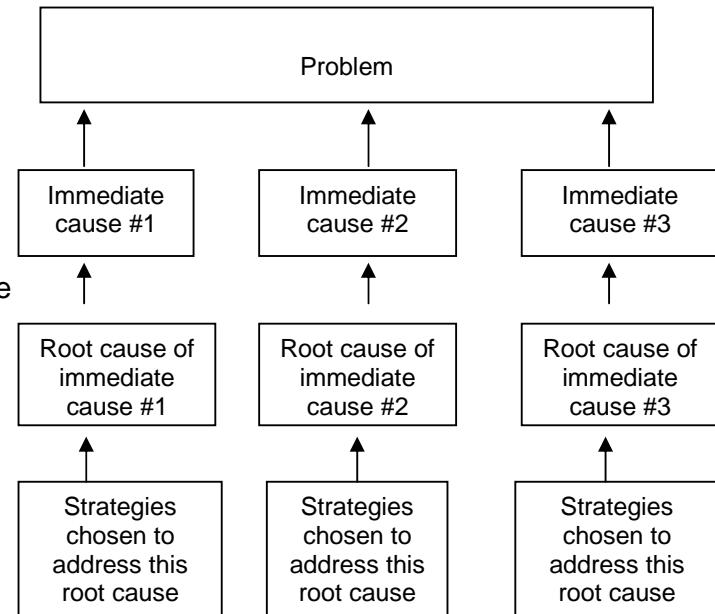 Problem
Immediate
cause #1
Immediate
cause #2
Immediate
cause #3
e
Root cause of
immediate
cause #1
Root cause of
immediate
cause #2
Root cause of
immediate
cause #3
Strategies
chosen to
address this
root cause
Strategies
chosen to
address this
root cause
Strategies
chosen to
address this
root cause